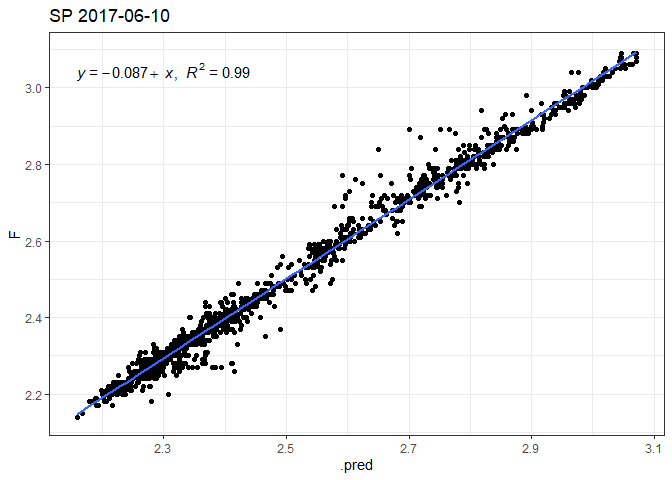 SP 2017-06-10
y = −0.087 + x, R² = 0.99
3.0
2.8
2.6
2.4
2.2
F
2.3 2.5 2.7 2.9 3.1
.pred